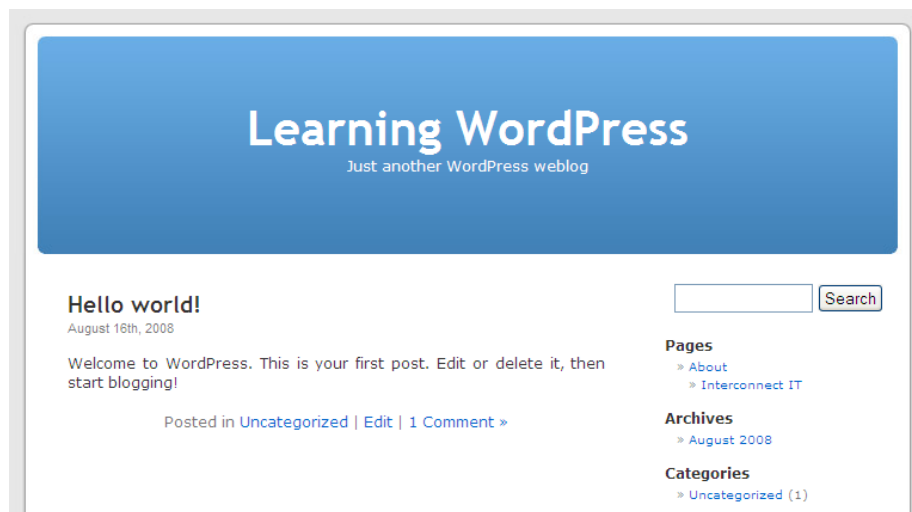 Learning WordPress
Just another WordPress weblog
Hello world!
August 16th, 2008
Welcome to WordPress. This is your first post. Edit or delete it, then
start blogging!
Posted in Uncategorized | Edit | 1 Comment »
Search
Pages
» About
» Interconnect IT
Archives
» August 2008
Categories
» Uncategorized (1)